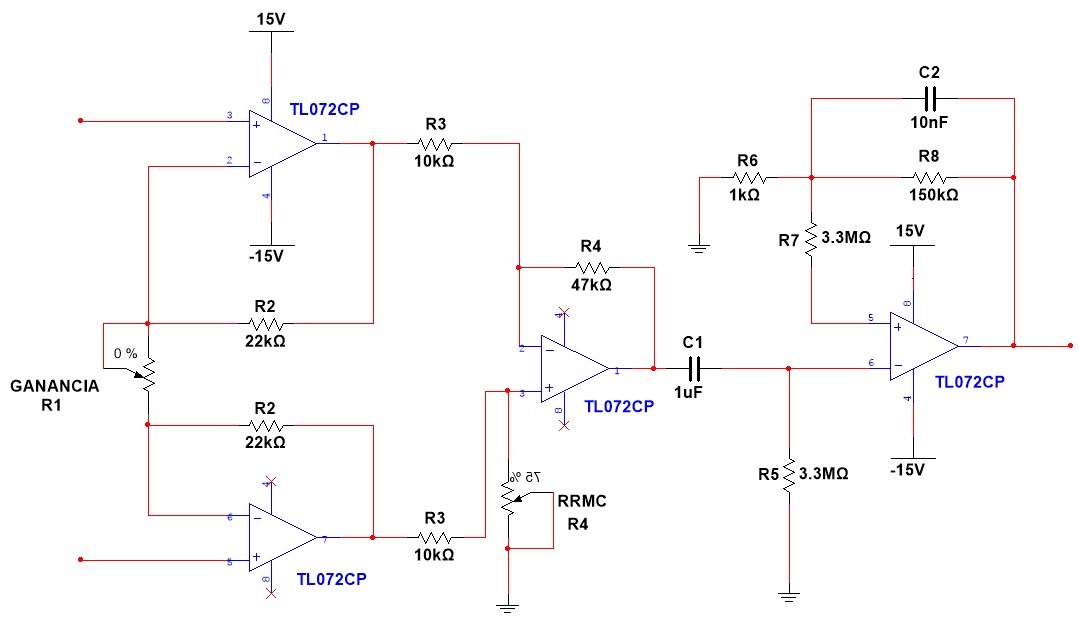 15V
8
TL072CP
3
+
1
2
−
4
-15V
R3
10kΩ
R2
22kΩ
0 %
GANANCIA
R1
R2
22kΩ
4
6
−
7
5
+
8
TL072CP
R3
10kΩ
R4
47kΩ
4
2
−
1
3
+
8
TL072CP
75 %
RRMC
R4
C1
1uF
R5
3.3MΩ
C2
10nF
R6
1kΩ
R8
150kΩ
R7
3.3MΩ
15V
8
5
+
7
6
−
4
TL072CP
-15V